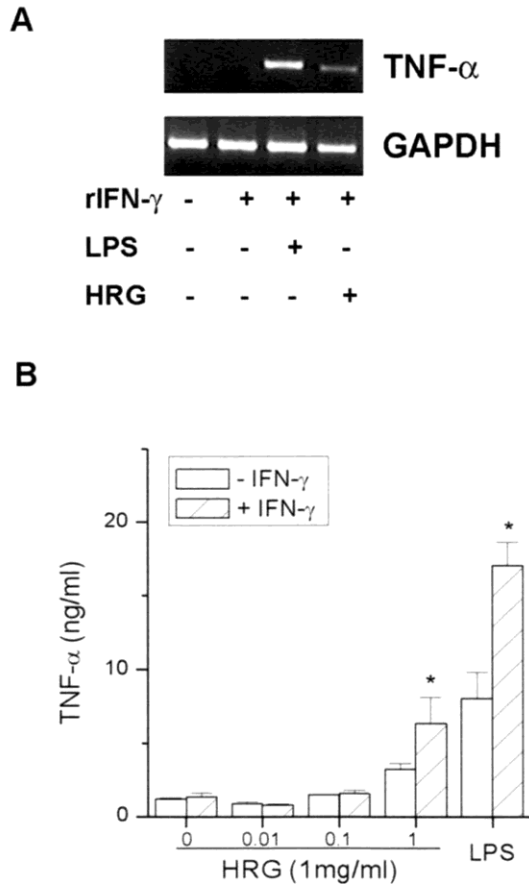 A
TNF-α
GAPDH
rIFN-γ - + + +
LPS - - + -
HRG - - - +
B
- IFN-γ
+ IFN-γ
TNF-α (ng/ml)
20
10
0
*
*
0 0.01 0.1 1 LPS
HRG (1mg/ml)